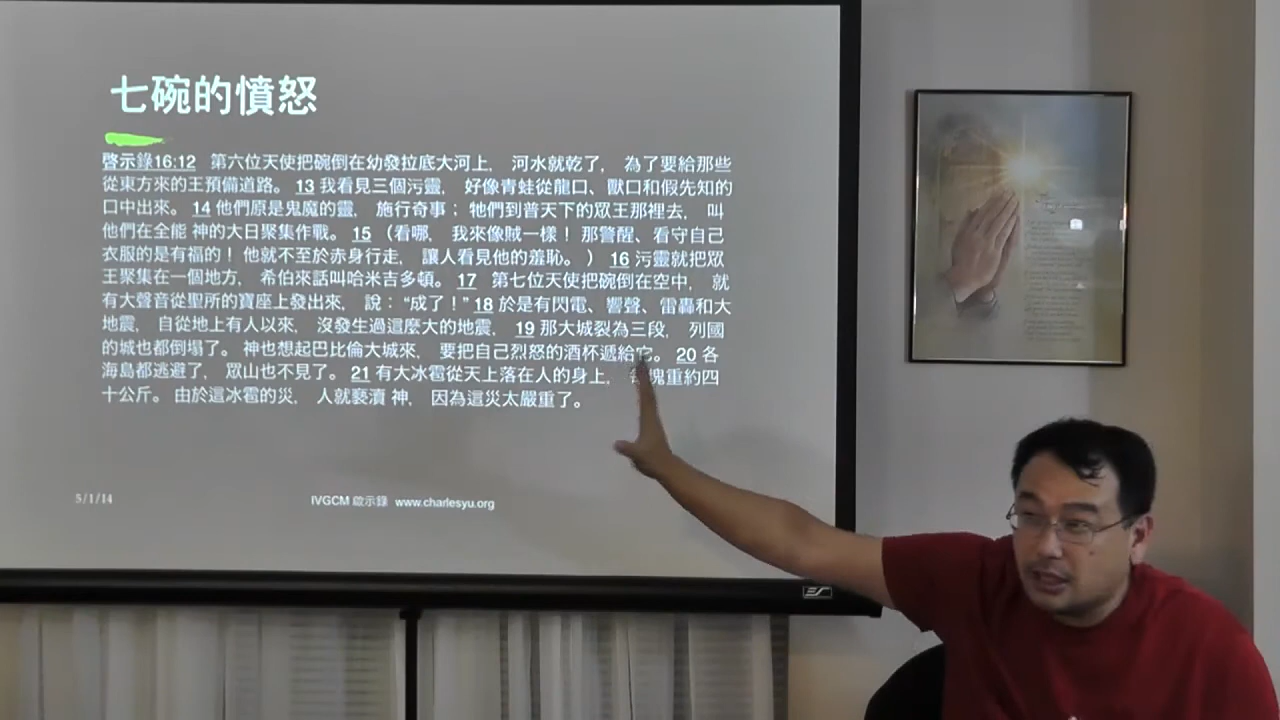 七碗的憤怒
啓示錄16:12 第六位天使把碗倒在幼發拉底大河上, 河水就乾了, 為了要給那些
從東方來的王預備道路。 13 我看見三個污靈, 好像青蛙從龍口、獸口和假先知的
口中出來。 14 他們原是鬼魔的靈, 施行奇事; 牠們到普天下的眾王那裡去, 叫
他們在全能 神的大日聚集作戰。 15 (看哪, 我來像賊一樣! 那警醒、看守自己
衣服的是有福的! 他就不至於赤身行走, 讓人看見他的羞恥。) 16 污靈就把眾
王聚集在一個地方, 希伯來話叫哈米吉多頓。 17 第七位天使把碗倒在空中, 就
有大聲音從聖所的寶座上發出來, 說: “成了!” 18 於是有閃電、響聲、雷轟和大
地震, 自從地上有人以來, 沒發生過這麼大的地震, 19 那大城裂為三段, 列國
的城也都倒塌了。 神也想起巴比倫大城來, 要把自己烈怒的酒杯遞給它。 20 各
海島都逃避了, 眾山也不見了。 21 有大冰雹從天上落在人的身上, 每塊重約四
十公斤。 由於這冰雹的災, 人就褻瀆 神, 因為這災太嚴重了。
5/1/14
IVGCM 啟示錄 www.charlesyu.org